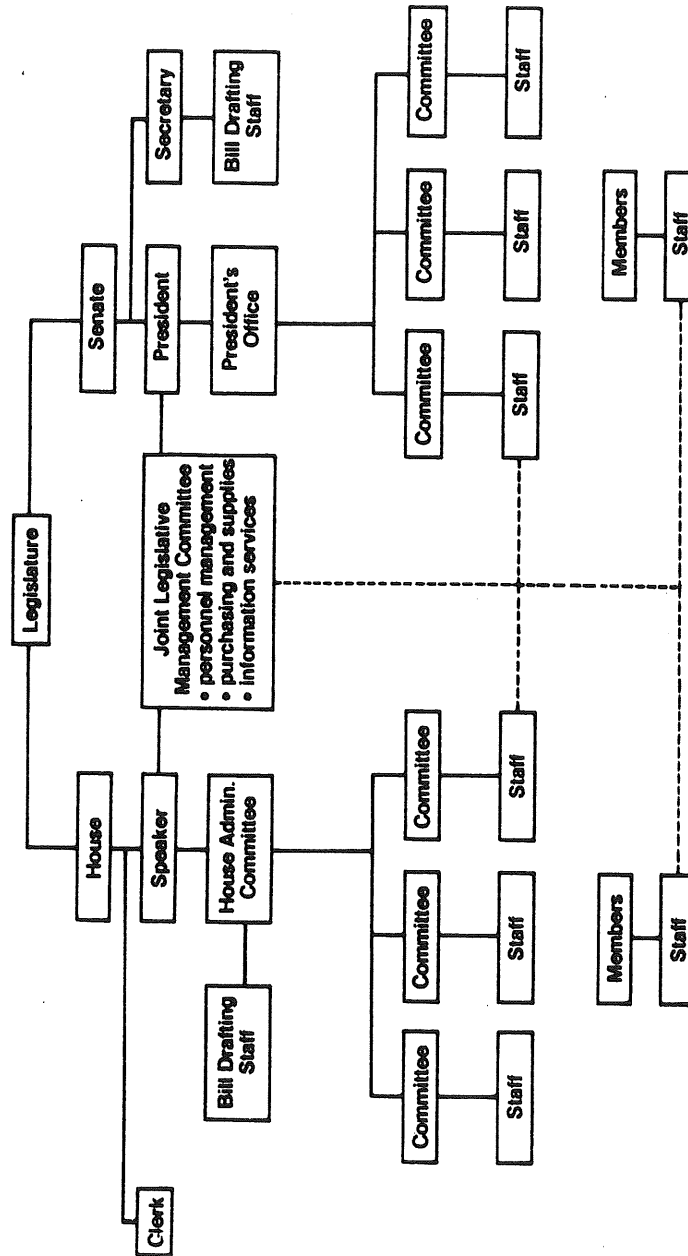 Legislature
House
Senate
Clerk
Speaker
President
Secretary
Joint Legislative
Management Committee
• personnel management
• purchasing and supplies
• information services
Bill Drafting
Staff
House Admin.
Committee
President's
Office
Bill Drafting
Staff
Committee
Committee
Committee
Committee
Committee
Committee
Staff
Staff
Staff
Staff
Staff
Staff
Members
Members
Staff
Staff